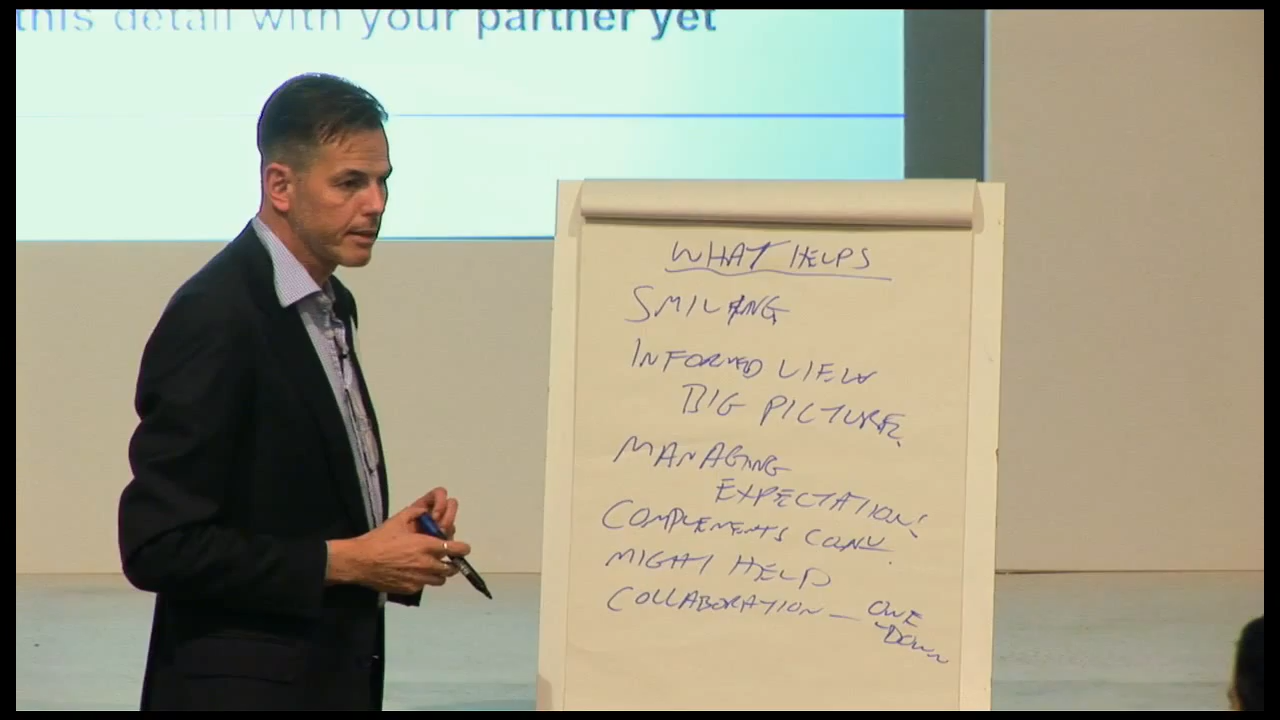 this detail with your partner yet
WHAT HELPS
SMILING
INFORMED VIEW
BIG PICTURE
MANAGING
EXPECTATIONS
COMPLEMENTS CONV.
MIGHT HELP
COLLABORATION — ONE
DOWN